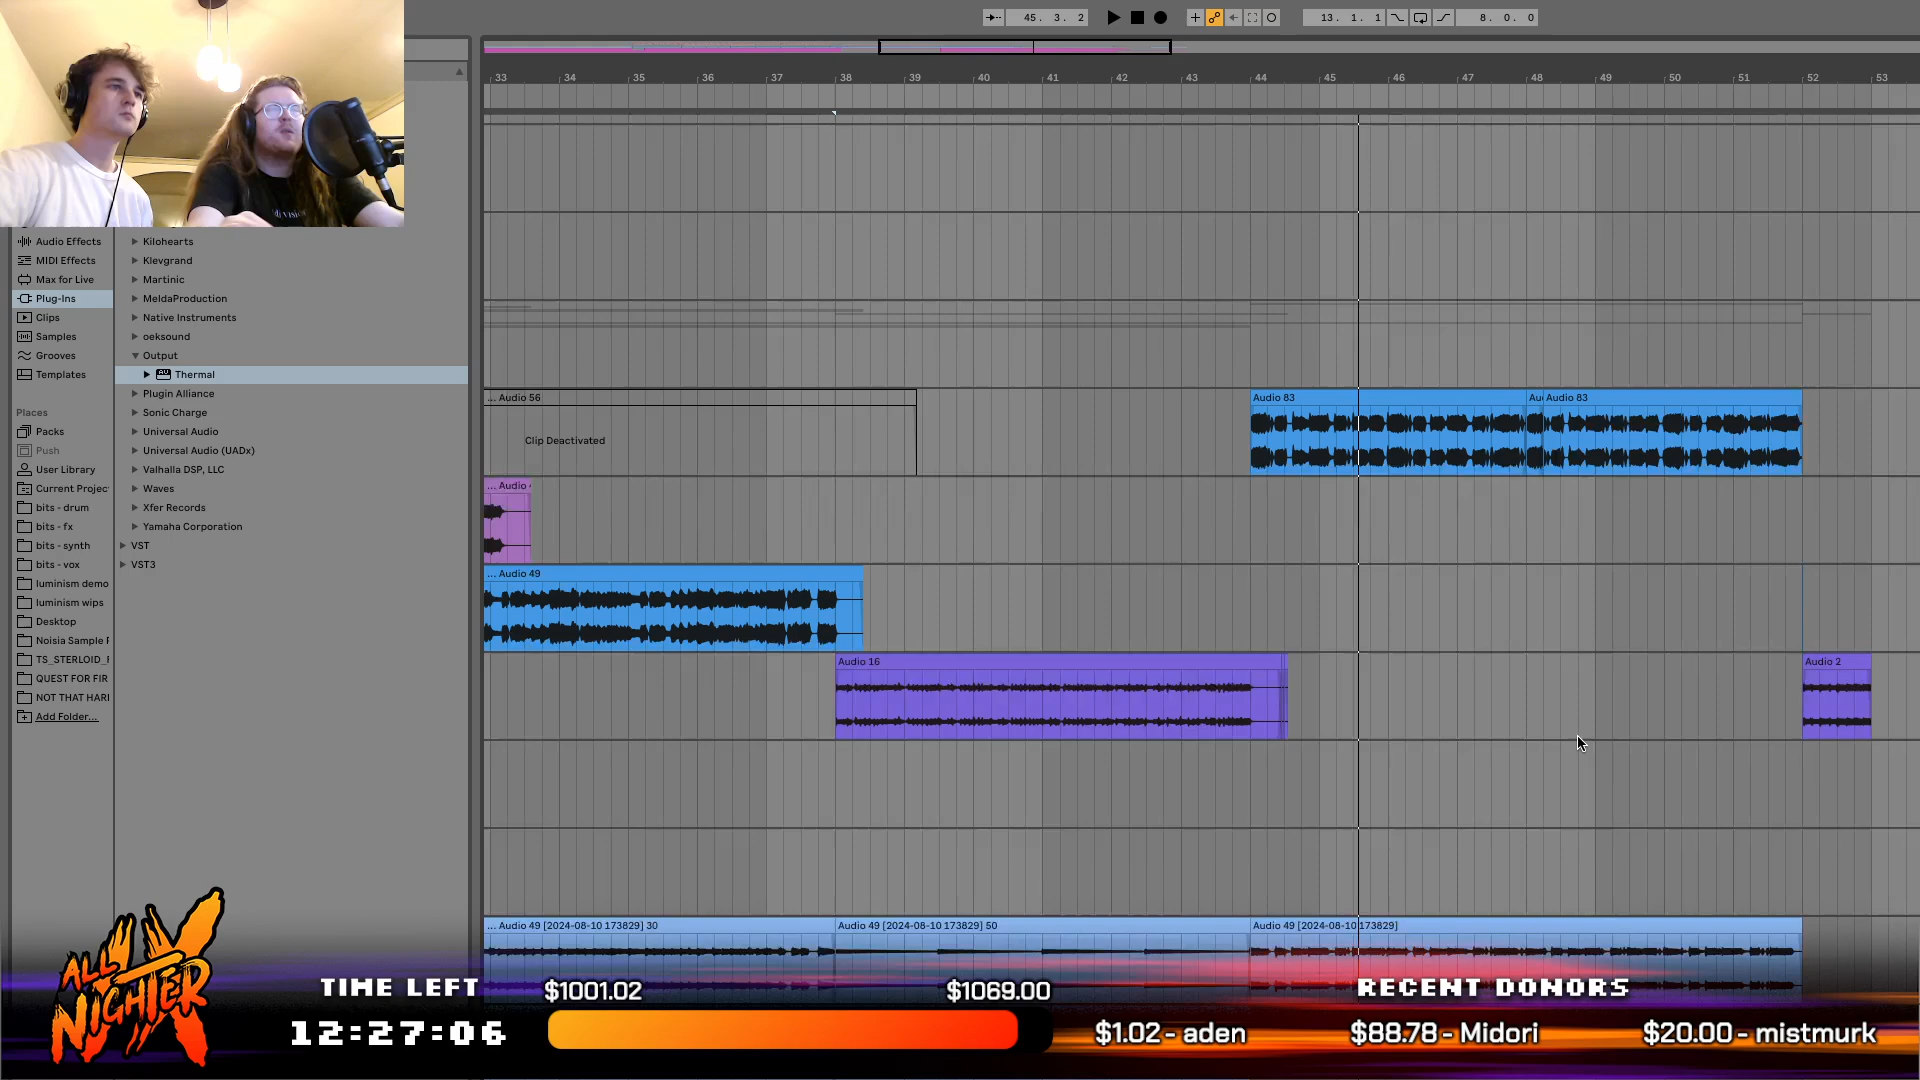 45. 3. 2
13. 1. 1
8. 0. 0
33 34 35 36 37 38 39 40 41 42 43 44 45 46 47 48 49 50 51 52 53
Audio Effects
MIDI Effects
Max for Live
Plug-Ins
Clips
Samples
Grooves
Templates
Places
Packs
Push
User Library
Current Projec
bits - drum
bits - fx
bits - synth
bits - vox
luminism demo
luminism wips
Desktop
Noisia Sample P
TS_STERLOID_F
QUEST FOR FIR
NOT THAT HARI
Add Folder...
Kilohearts
Klevgrand
Martinic
MeldaProduction
Native Instruments
oeksound
Output
Thermal
Plugin Alliance
Sonic Charge
Universal Audio
Universal Audio (UADx)
Valhalla DSP, LLC
Waves
Xfer Records
Yamaha Corporation
VST
VST3
... Audio 56
Clip Deactivated
Audio 83
Au
Audio 83
... Audio
... Audio 49
Audio 16
Audio 2
... Audio 49 [2024-08-10 173829] 30
Audio 49 [2024-08-10 173829] 50
Audio 49 [2024-08-10 173829]
ALL NIGHTER
TIME LEFT
12:27:06
$1001.02
$1069.00
RECENT DONORS
$1.02 - aden
$88.78 - Midori
$20.00 - mistmurk